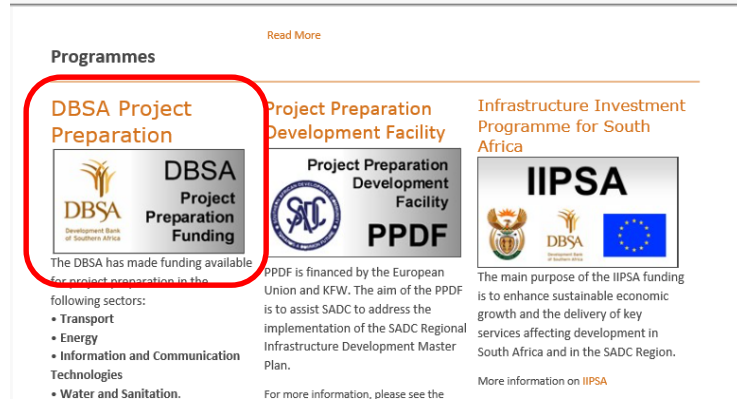 Read More
Programmes
DBSA Project
Preparation
DBSA
Development Bank
of Southern Africa
DBSA
Project
Preparation
Funding
The DBSA has made funding available
for project preparation in the
following sectors:
• Transport
• Energy
• Information and Communication
Technologies
• Water and Sanitation.
Project Preparation
Development Facility
SADC
Project Preparation
Development
Facility
PPDF
PPDF is financed by the European
Union and KFW. The aim of the PPDF
is to assist SADC to address the
implementation of the SADC Regional
Infrastructure Development Master
Plan.
For more information, please see the
Infrastructure Investment
Programme for South
Africa
IIPSA
DBSA
The main purpose of the IIPSA funding
is to enhance sustainable economic
growth and the delivery of key
services affecting development in
South Africa and in the SADC Region.
More information on IIPSA